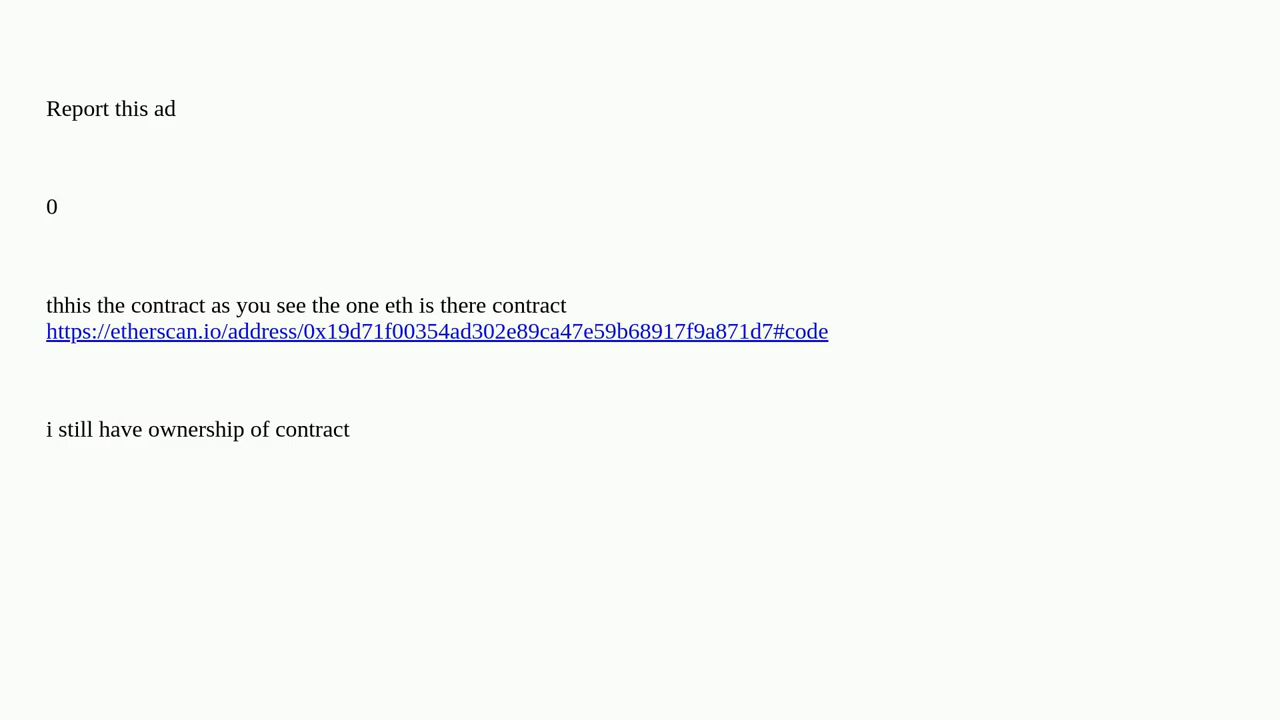 Report this ad
0
thhis the contract as you see the one eth is there contract
https://etherscan.io/address/0x19d71f00354ad302e89ca47e59b68917f9a871d7#code
i still have ownership of contract